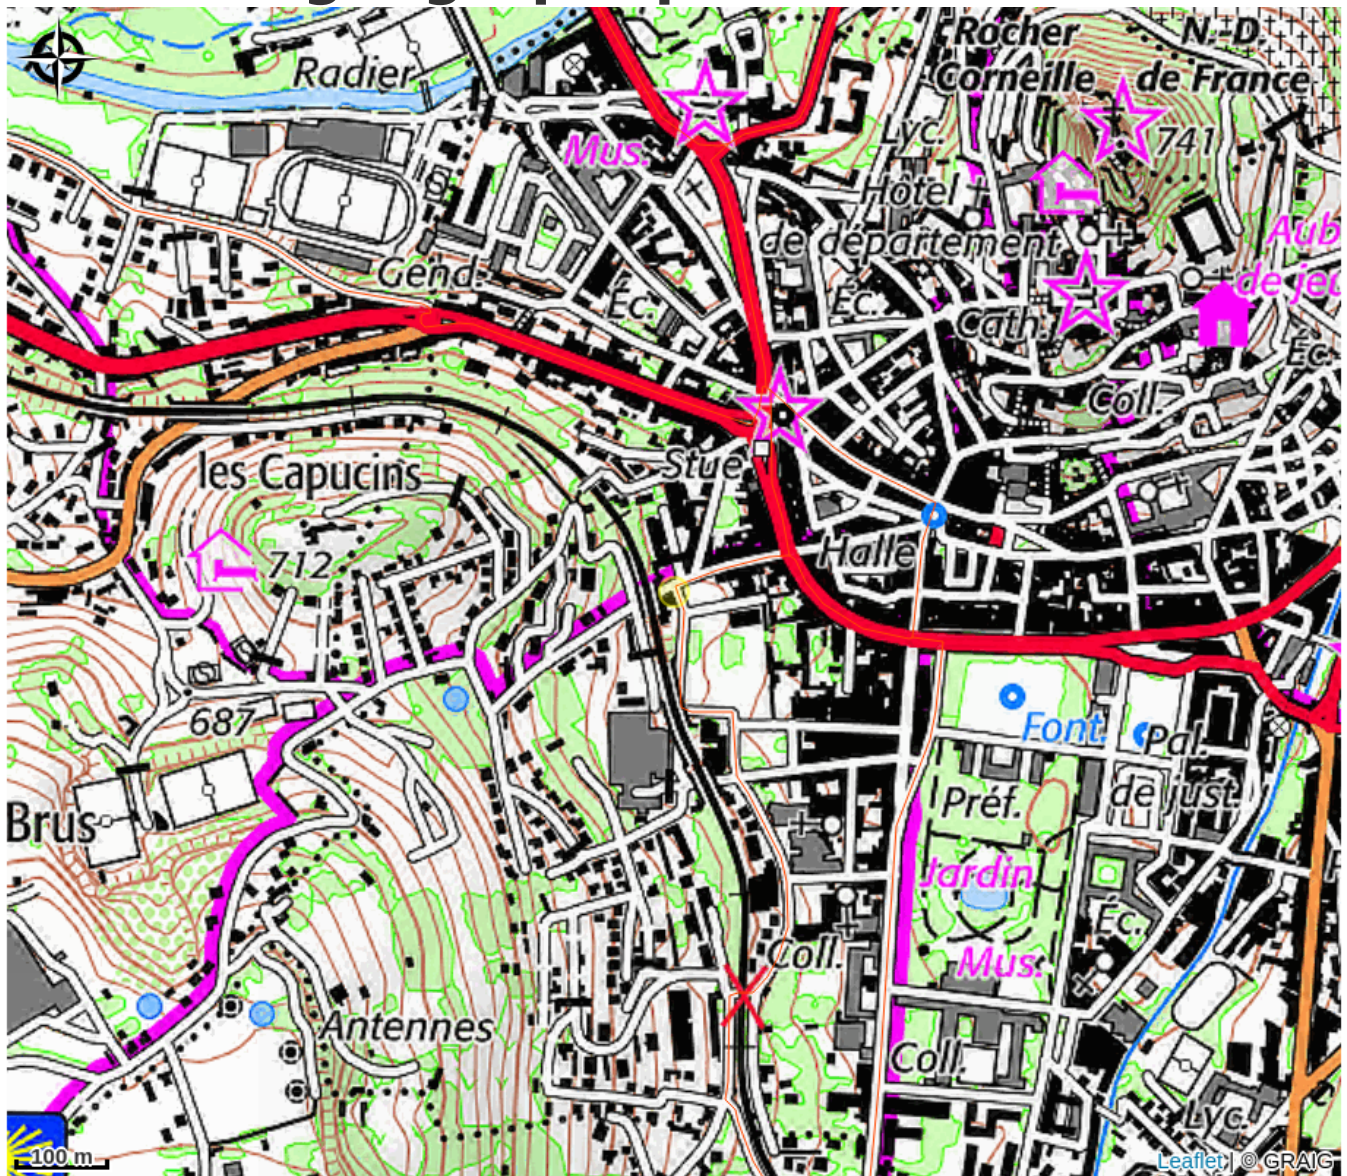 Radier
Rocher
Corneille
N.-D.
de France
741
Mus.
Lyc.
Hôtel
de département
Aub
de jeu
Gend.
Éc.
Éc.
Cath.
Éc.
Coll.
les Capucins
Stue
712
Halle
687
Font.
Pal.
de just.
Préf.
Brus
Jardin
Éc.
Mus.
Coll.
Antennes
Coll.
Lyc.
100 m
Leaflet | © GRAIG